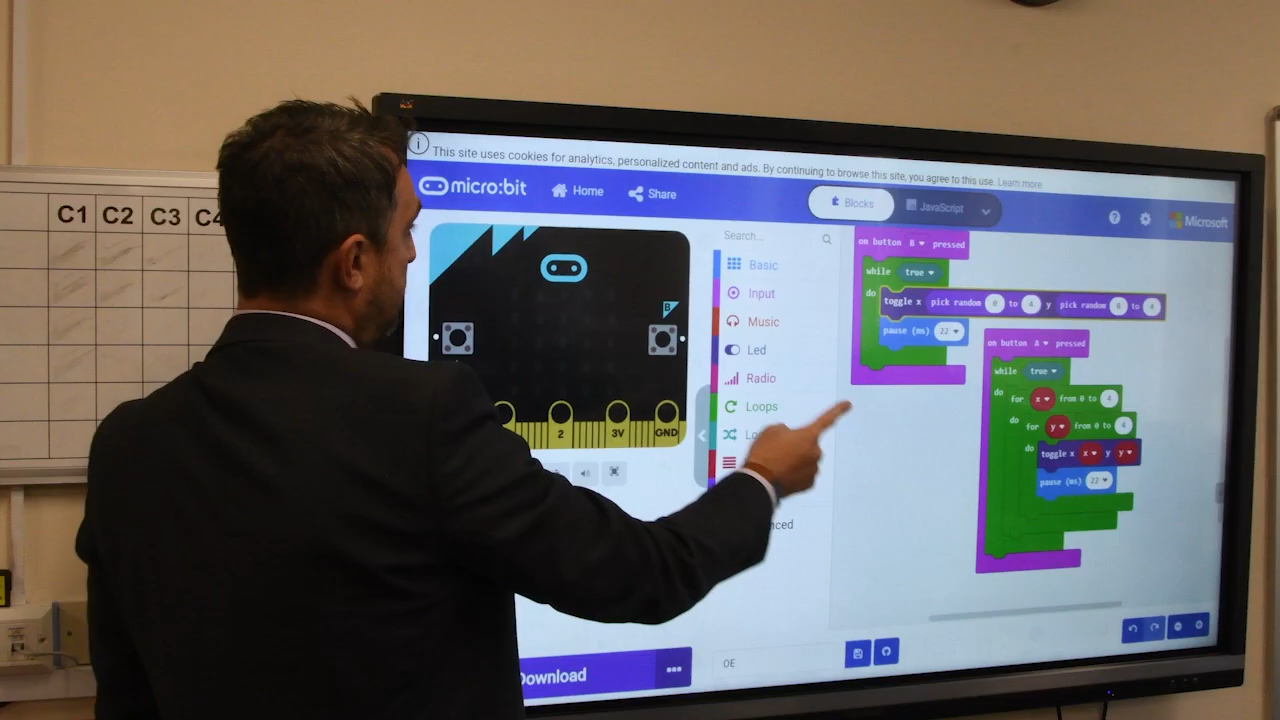 This site uses cookies for analytics, personalized content and ads. By continuing to browse this site, you agree to this use. Learn more
micro:bit Home Share Blocks JavaScript ? Microsoft
C1 C2 C3
Search...
Basic
Input
Music
Led
Radio
Loops
B
2 3V GND
on button B pressed
while true
do toggle x pick random 0 to 4 y pick random 0 to 4
pause (ms) 22
on button A pressed
while true
do for x from 0 to 4
do for y from 0 to 4
do toggle x x y y
pause (ms) 22
Download ...
OE